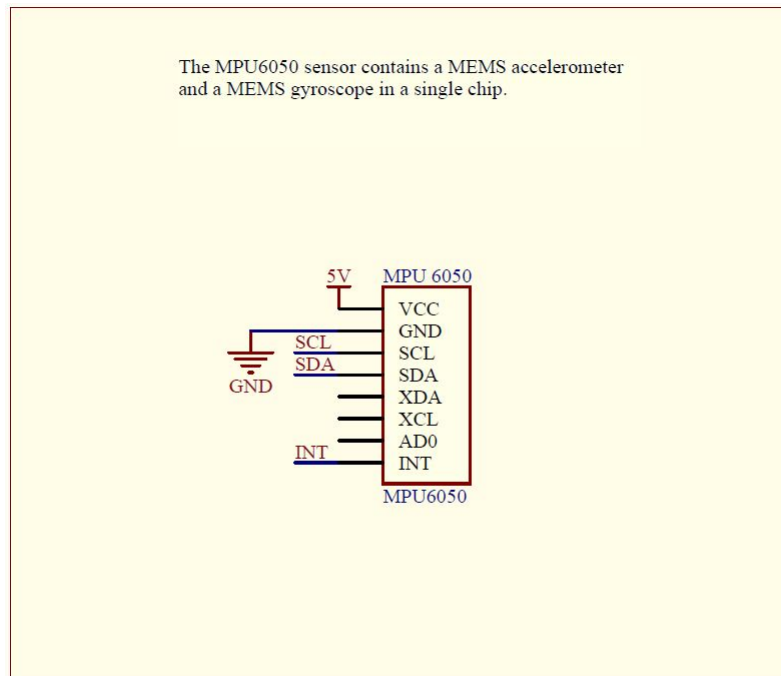 The MPU6050 sensor contains a MEMS accelerometer
and a MEMS gyroscope in a single chip.
5V
MPU 6050
VCC
GND
SCL
SCL
SDA
SDA
GND
XDA
XCL
AD0
INT
INT
MPU6050